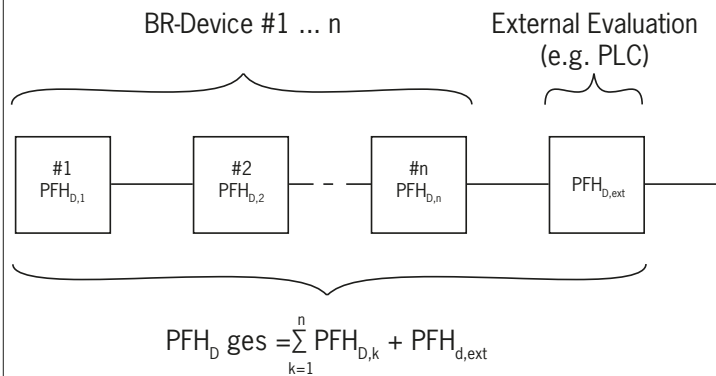 BR-Device #1 ... n
External Evaluation
(e.g. PLC)
#1
PFH_D,1
#2
PFH_D,2
#n
PFH_D,n
PFH_D,ext
PFH_D ges =∑ PFH_D,k + PFH_d,ext
n
k=1